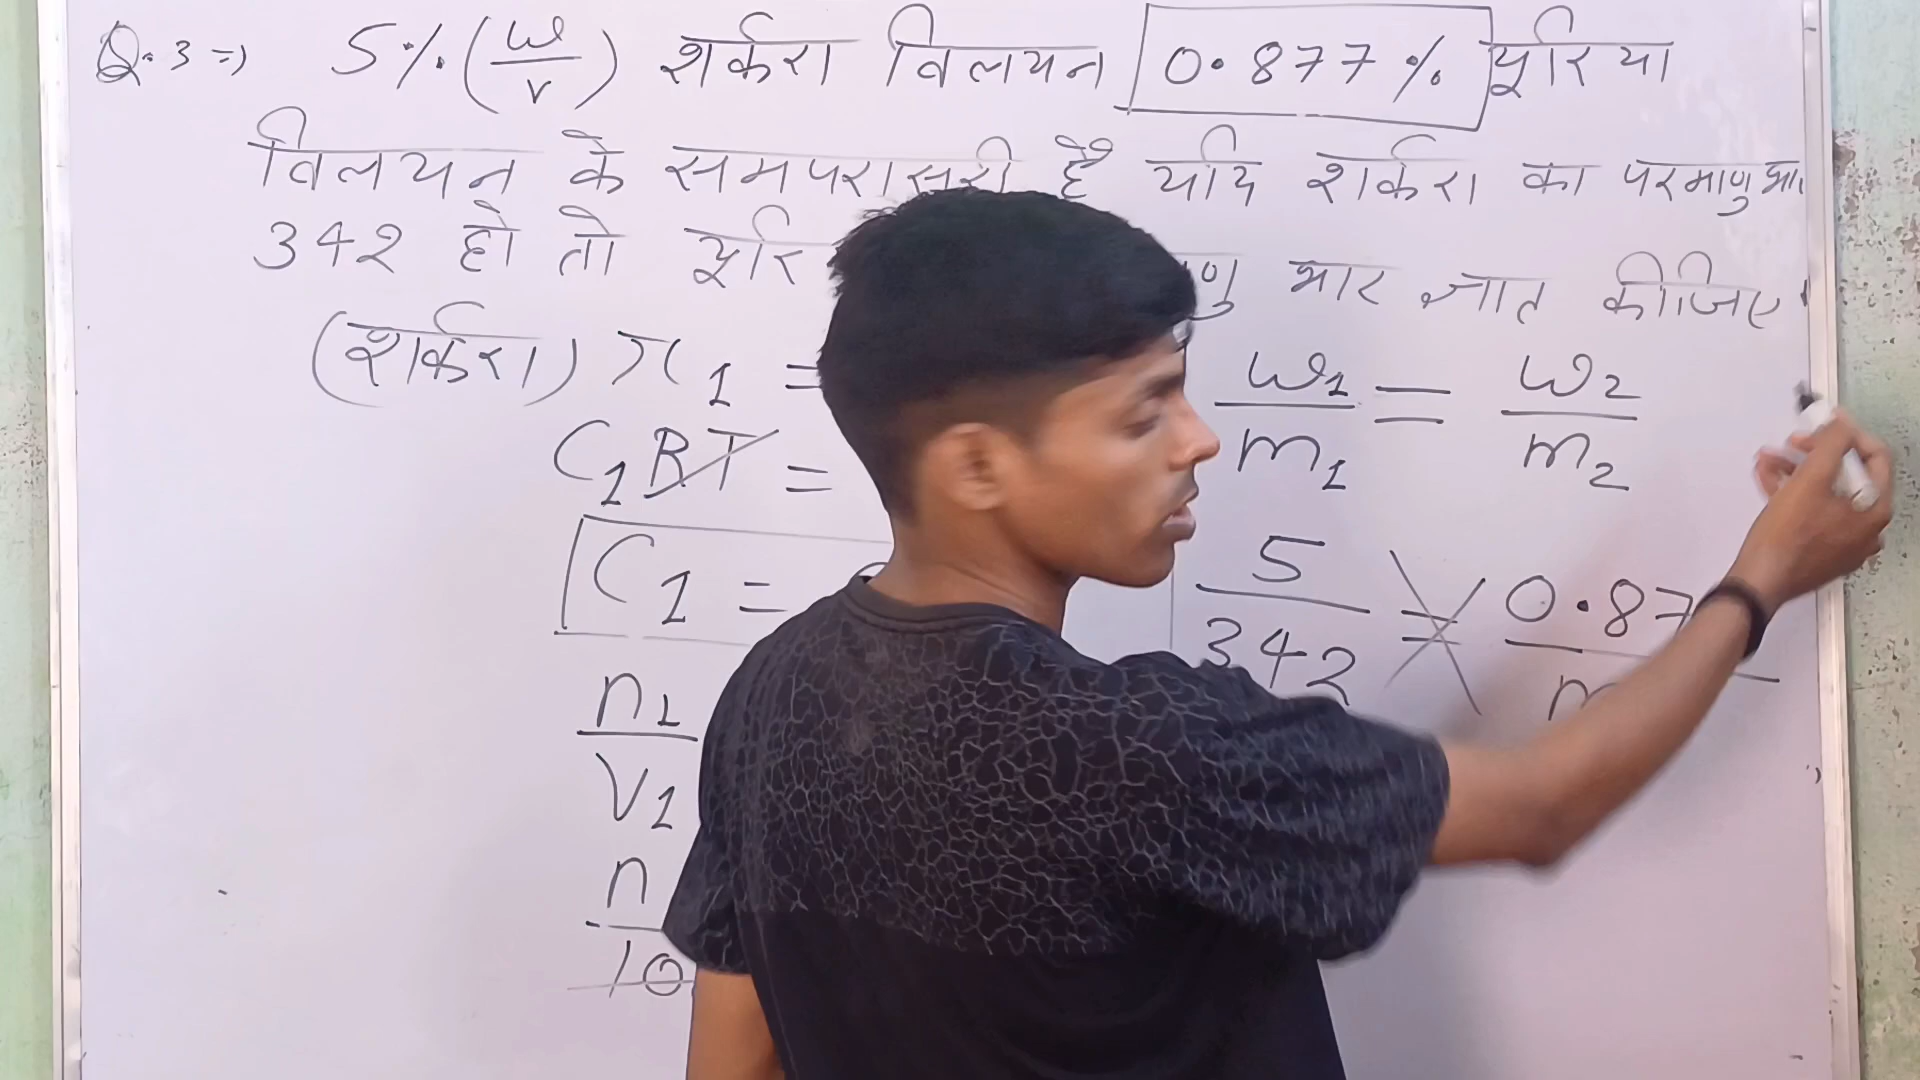 Q.3 => 5% (w/v) शर्करा विलयन 0.877% यूरिया
विलयन के समपरासरी है यदि शर्करा का परमाणु भा
342 हो तो यूरि णु भार ज्ञात कीजिए
(शर्करा) π1 =
C1RT =
C1 =
n1/V1
n/10
w1/m1 = w2/m2
5/342 = 0.87